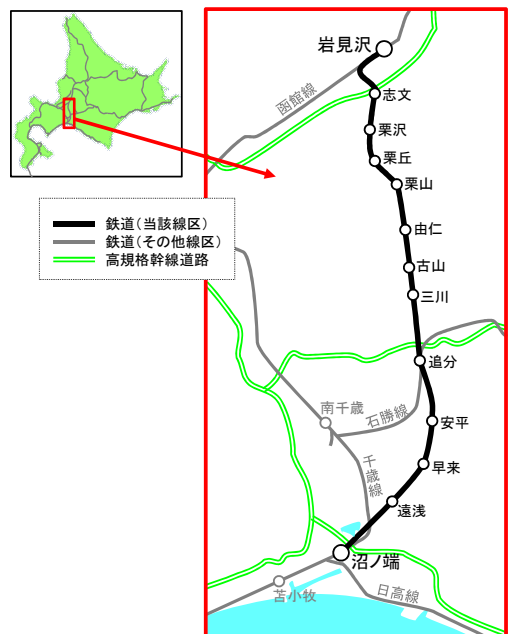 岩見沢
志文
函館線
栗沢
栗丘
栗山
鉄道(当該線区)
鉄道(その他線区)
高規格幹線道路
由仁
古山
三川
追分
南千歳
石勝線
安平
千歳線
早来
遠浅
沼ノ端
苫小牧
日高線